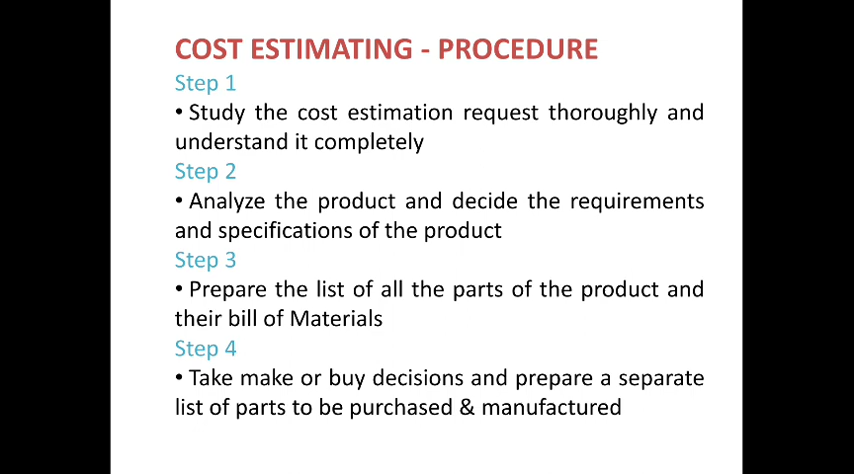 COST ESTIMATING - PROCEDURE
Step 1
• Study the cost estimation request thoroughly and
understand it completely
Step 2
• Analyze the product and decide the requirements
and specifications of the product
Step 3
• Prepare the list of all the parts of the product and
their bill of Materials
Step 4
• Take make or buy decisions and prepare a separate
list of parts to be purchased & manufactured